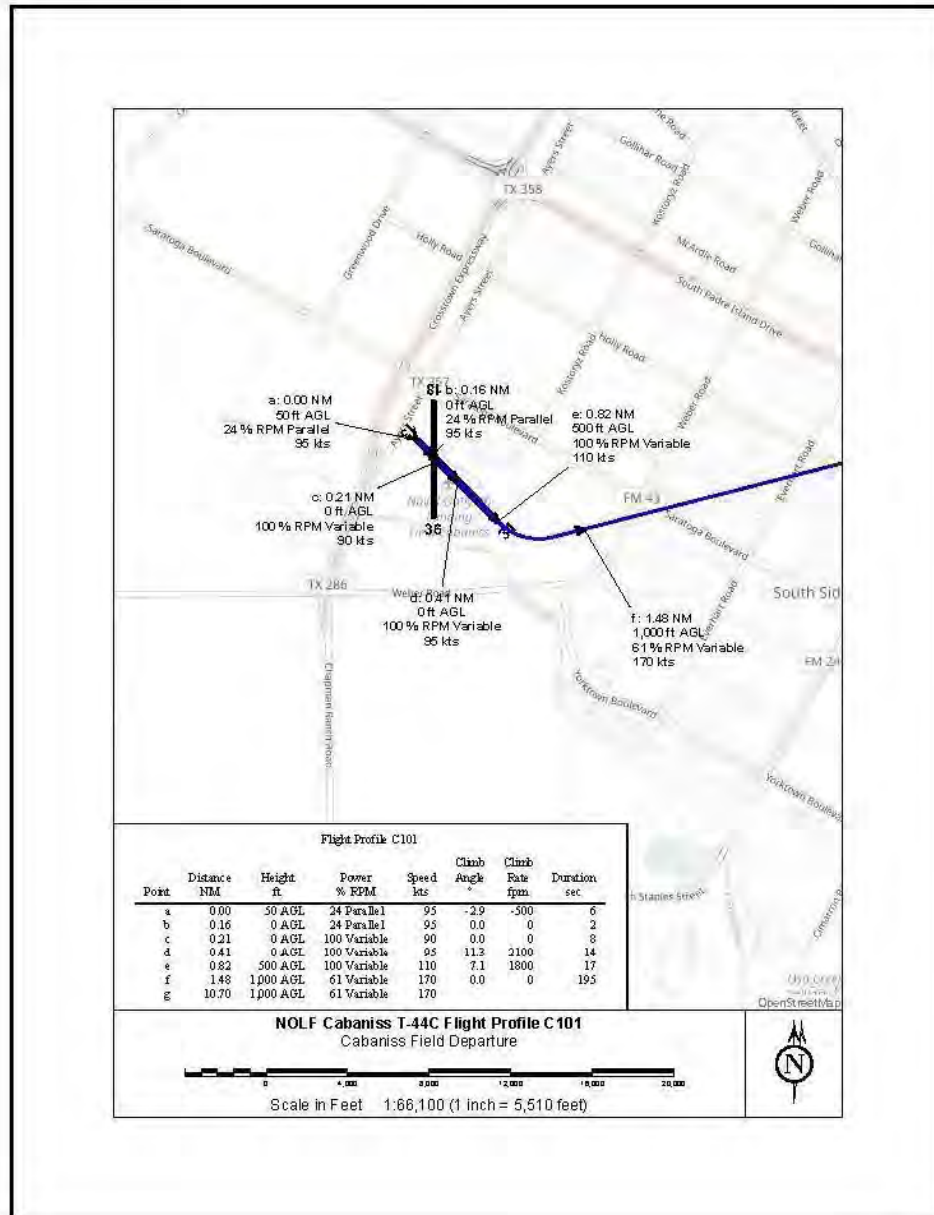 TX 358
Ayers Street
Gollihar Road
Kostoryz Road
Weber Road
McArdle Road
South Padre Island Drive
Saratoga Boulevard
Greenwood Drive
Holly Road
Crosstown Expressway
Ayers Street
Holly Road
Kostoryz Road
Weber Road
Everhart Road
a: 0.00 NM
50 ft AGL
24 % RPM Parallel
95 kts
18
b: 0.16 NM
0 ft AGL
24 % RPM Parallel
95 kts
e: 0.82 NM
500 ft AGL
100 % RPM Variable
110 kts
13
c: 0.21 NM
0 ft AGL
100 % RPM Variable
90 kts
36
31
FM 43
Saratoga Boulevard
TX 286
Weber Road
d: 0.41 NM
0 ft AGL
100 % RPM Variable
95 kts
Everhart Road
South Sid
f: 1.48 NM
1,000 ft AGL
61 % RPM Variable
170 kts
FM 24
Chapman Ranch Road
Yorktown Boulevard
Yorktown Bouleva
h Staples Street
OpenStreetMap
Flight Profile C101
Point Distance NM Height ft Power % RPM Speed kts Climb Angle ° Climb Rate fpm Duration sec
a 0.00 50 AGL 24 Parallel 95 -2.9 -500 6
b 0.16 0 AGL 24 Parallel 95 0.0 0 2
c 0.21 0 AGL 100 Variable 90 0.0 0 8
d 0.41 0 AGL 100 Variable 95 11.3 2100 14
e 0.82 500 AGL 100 Variable 110 7.1 1800 17
f 1.48 1,000 AGL 61 Variable 170 0.0 0 195
g 10.70 1,000 AGL 61 Variable 170
NOLF Cabaniss T-44C Flight Profile C101
Cabaniss Field Departure
0 4,000 8,000 12,000 16,000 20,000
Scale in Feet 1:66,100 (1 inch = 5,510 feet)
N